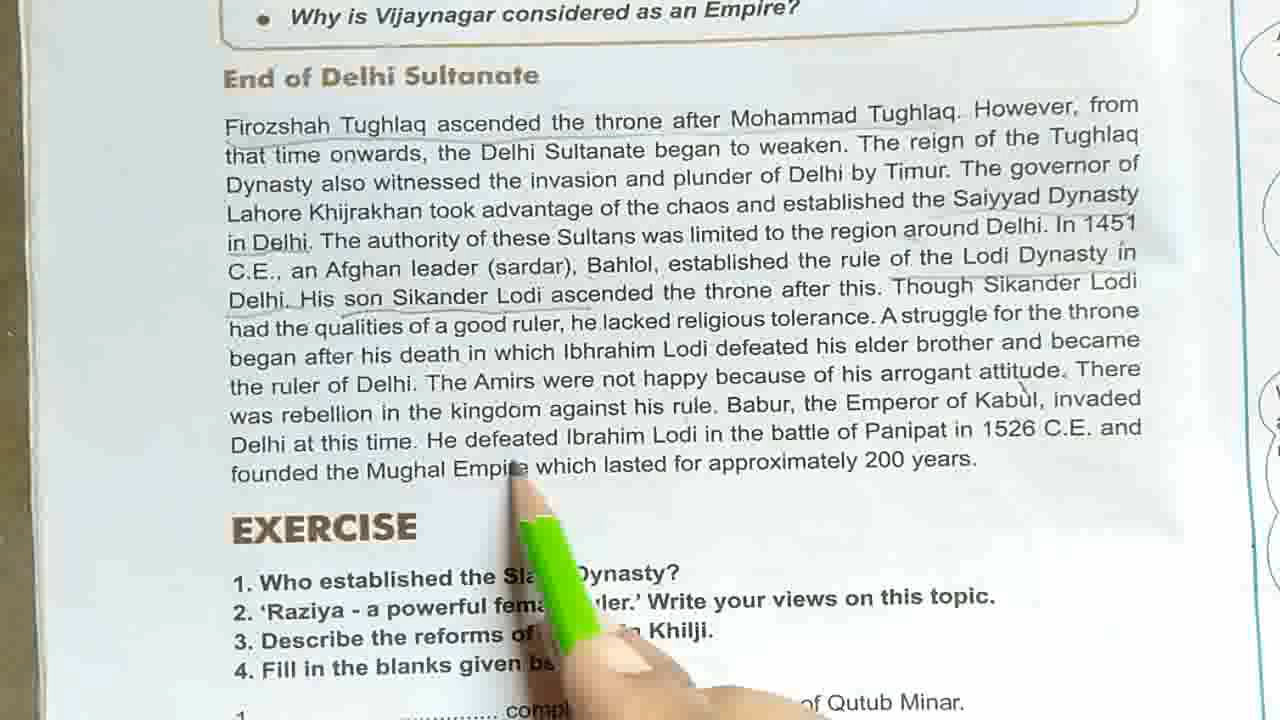 • Why is Vijaynagar considered as an Empire?
End of Delhi Sultanate
Firozshah Tughlaq ascended the throne after Mohammad Tughlaq. However, from
that time onwards, the Delhi Sultanate began to weaken. The reign of the Tughlaq
Dynasty also witnessed the invasion and plunder of Delhi by Timur. The governor of
Lahore Khijrakhan took advantage of the chaos and established the Saiyyad Dynasty
in Delhi. The authority of these Sultans was limited to the region around Delhi. In 1451
C.E., an Afghan leader (sardar), Bahlol, established the rule of the Lodi Dynasty in
Delhi. His son Sikander Lodi ascended the throne after this. Though Sikander Lodi
had the qualities of a good ruler, he lacked religious tolerance. A struggle for the throne
began after his death in which Ibhrahim Lodi defeated his elder brother and became
the ruler of Delhi. The Amirs were not happy because of his arrogant attitude. There
was rebellion in the kingdom against his rule. Babur, the Emperor of Kabul, invaded
Delhi at this time. He defeated Ibrahim Lodi in the battle of Panipat in 1526 C.E. and
founded the Mughal Empire which lasted for approximately 200 years.
EXERCISE
1. Who established the Dynasty?
2. 'Raziya - a powerful ' Write your views on this topic.
3. Describe the reforms of Khilji.
4. Fill in the blanks given
1. .............. of Qutub Minar.